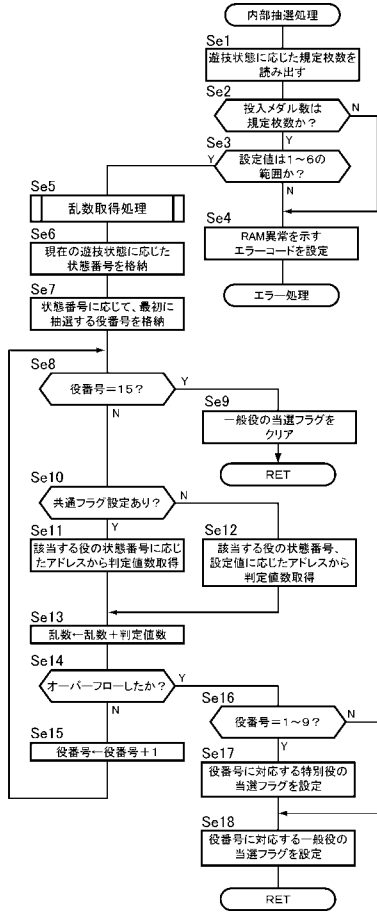 内部抽選処理
Se1
遊技状態に応じた規定枚数を
読み出す
Se2
投入メダル数は
規定枚数か？
N
Y
Se3
設定値は1～6の
範囲か？
Y
N
Se4
RAM異常を示す
エラーコードを設定
エラー処理
Se5
乱数取得処理
Se6
現在の遊技状態に応じた
状態番号を格納
Se7
状態番号に応じて、最初に
抽選する役番号を格納
Se8
役番号＝15？
Y
N
Se9
一般役の当選フラグを
クリア
RET
Se10
共通フラグ設定あり？
N
Y
Se11
該当する役の状態番号に応じ
たアドレスから判定値数取得
Se12
該当する役の状態番号、
設定値に応じたアドレスから
判定値数取得
Se13
乱数←乱数＋判定値数
Se14
オーバーフローしたか？
Y
N
Se15
役番号←役番号＋1
Se16
役番号＝1～9？
N
Y
Se17
役番号に対応する特別役の
当選フラグを設定
Se18
役番号に対応する一般役の
当選フラグを設定
RET